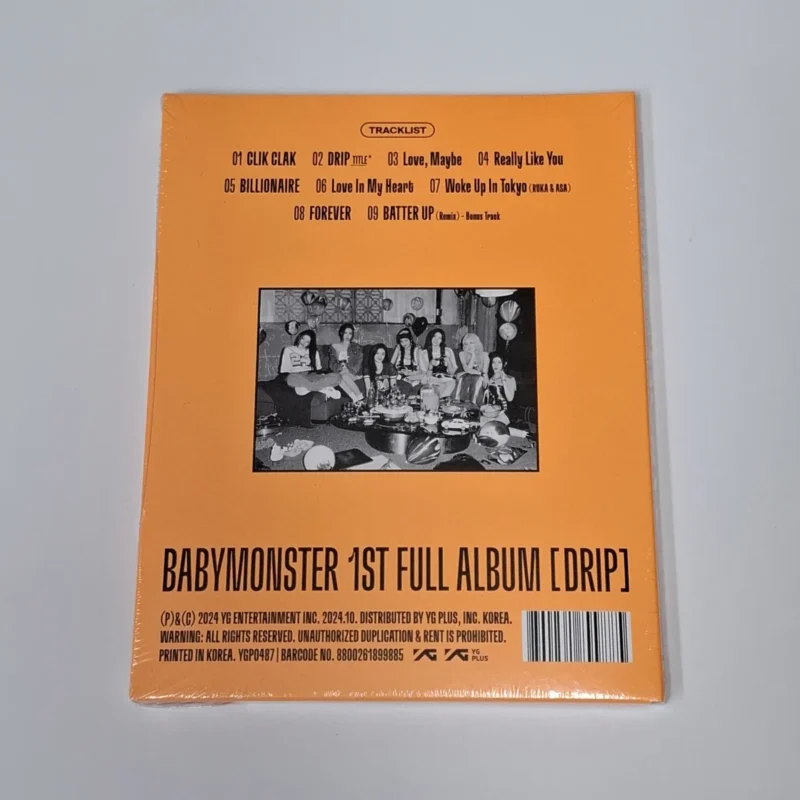 TRACKLIST
01 CLIK CLAK 02 DRIP TITLE* 03 Love, Maybe 04 Really Like You
05 BILLIONAIRE 06 Love In My Heart 07 Woke Up In Tokyo (RUKA & ASA)
08 FOREVER 09 BATTER UP (Remix) - Bonus Track
BABYMONSTER 1ST FULL ALBUM [DRIP]
(P)&(C) 2024 YG ENTERTAINMENT INC. 2024.10. DISTRIBUTED BY YG PLUS, INC. KOREA.
WARNING: ALL RIGHTS RESERVED. UNAUTHORIZED DUPLICATION & RENT IS PROHIBITED.
PRINTED IN KOREA. YGP0487 | BARCODE NO. 8800261899885 YG YG YG PLUS